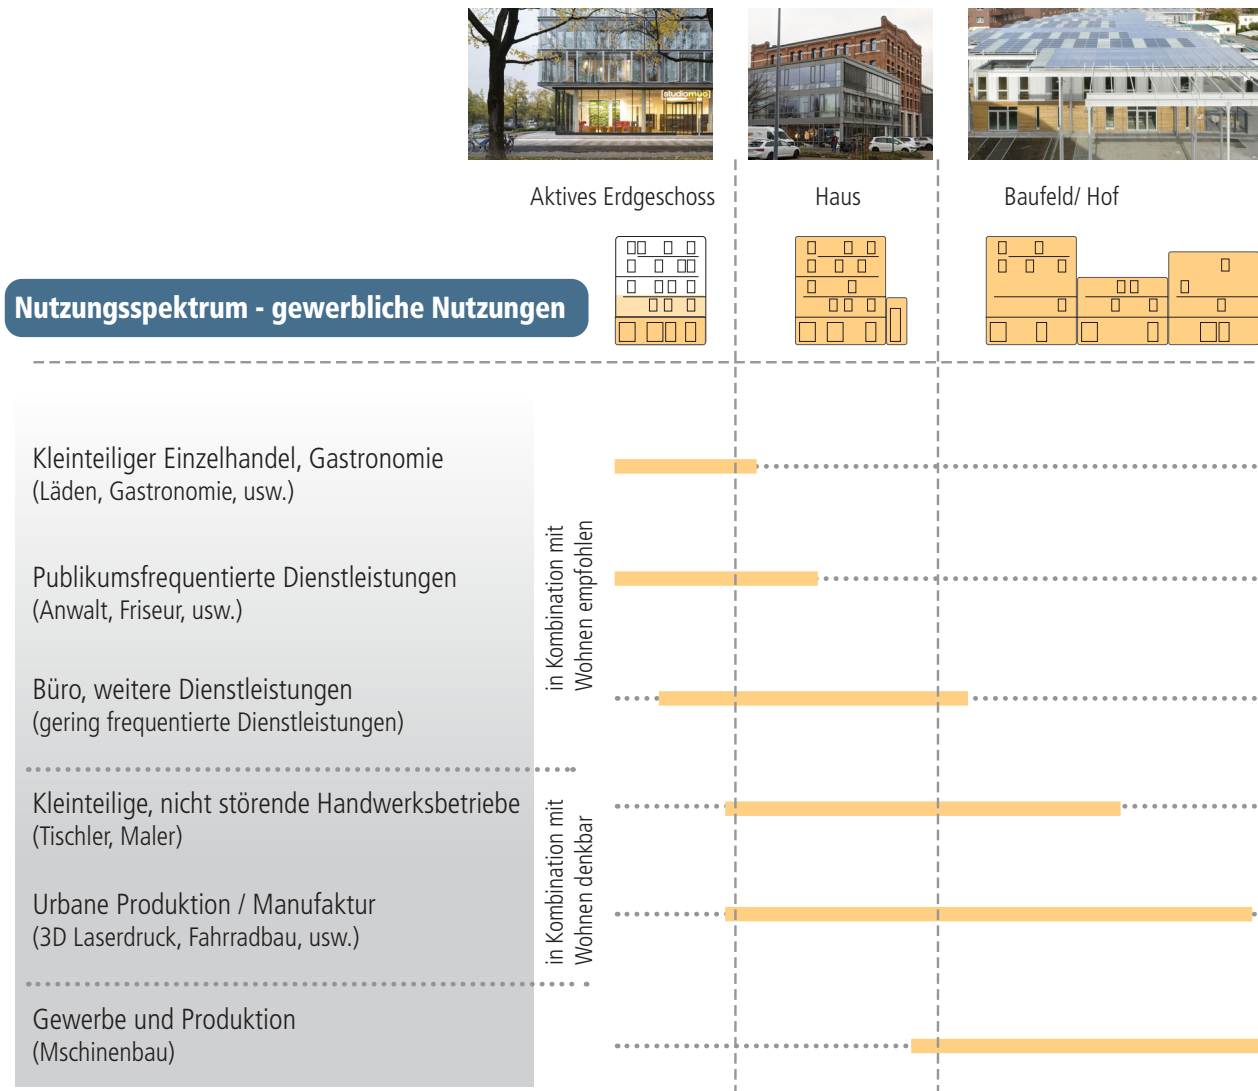 [studiomuc]
Aktives Erdgeschoss
Haus
Baufeld/ Hof
Nutzungsspektrum - gewerbliche Nutzungen
Kleinteiliger Einzelhandel, Gastronomie
(Läden, Gastronomie, usw.)
Publikumsfrequentierte Dienstleistungen
(Anwalt, Friseur, usw.)
Büro, weitere Dienstleistungen
(gering frequentierte Dienstleistungen)
in Kombination mit
Wohnen empfohlen
Kleinteilige, nicht störende Handwerksbetriebe
(Tischler, Maler)
Urbane Produktion / Manufaktur
(3D Laserdruck, Fahrradbau, usw.)
in Kombination mit
Wohnen denkbar
Gewerbe und Produktion
(Mschinenbau)